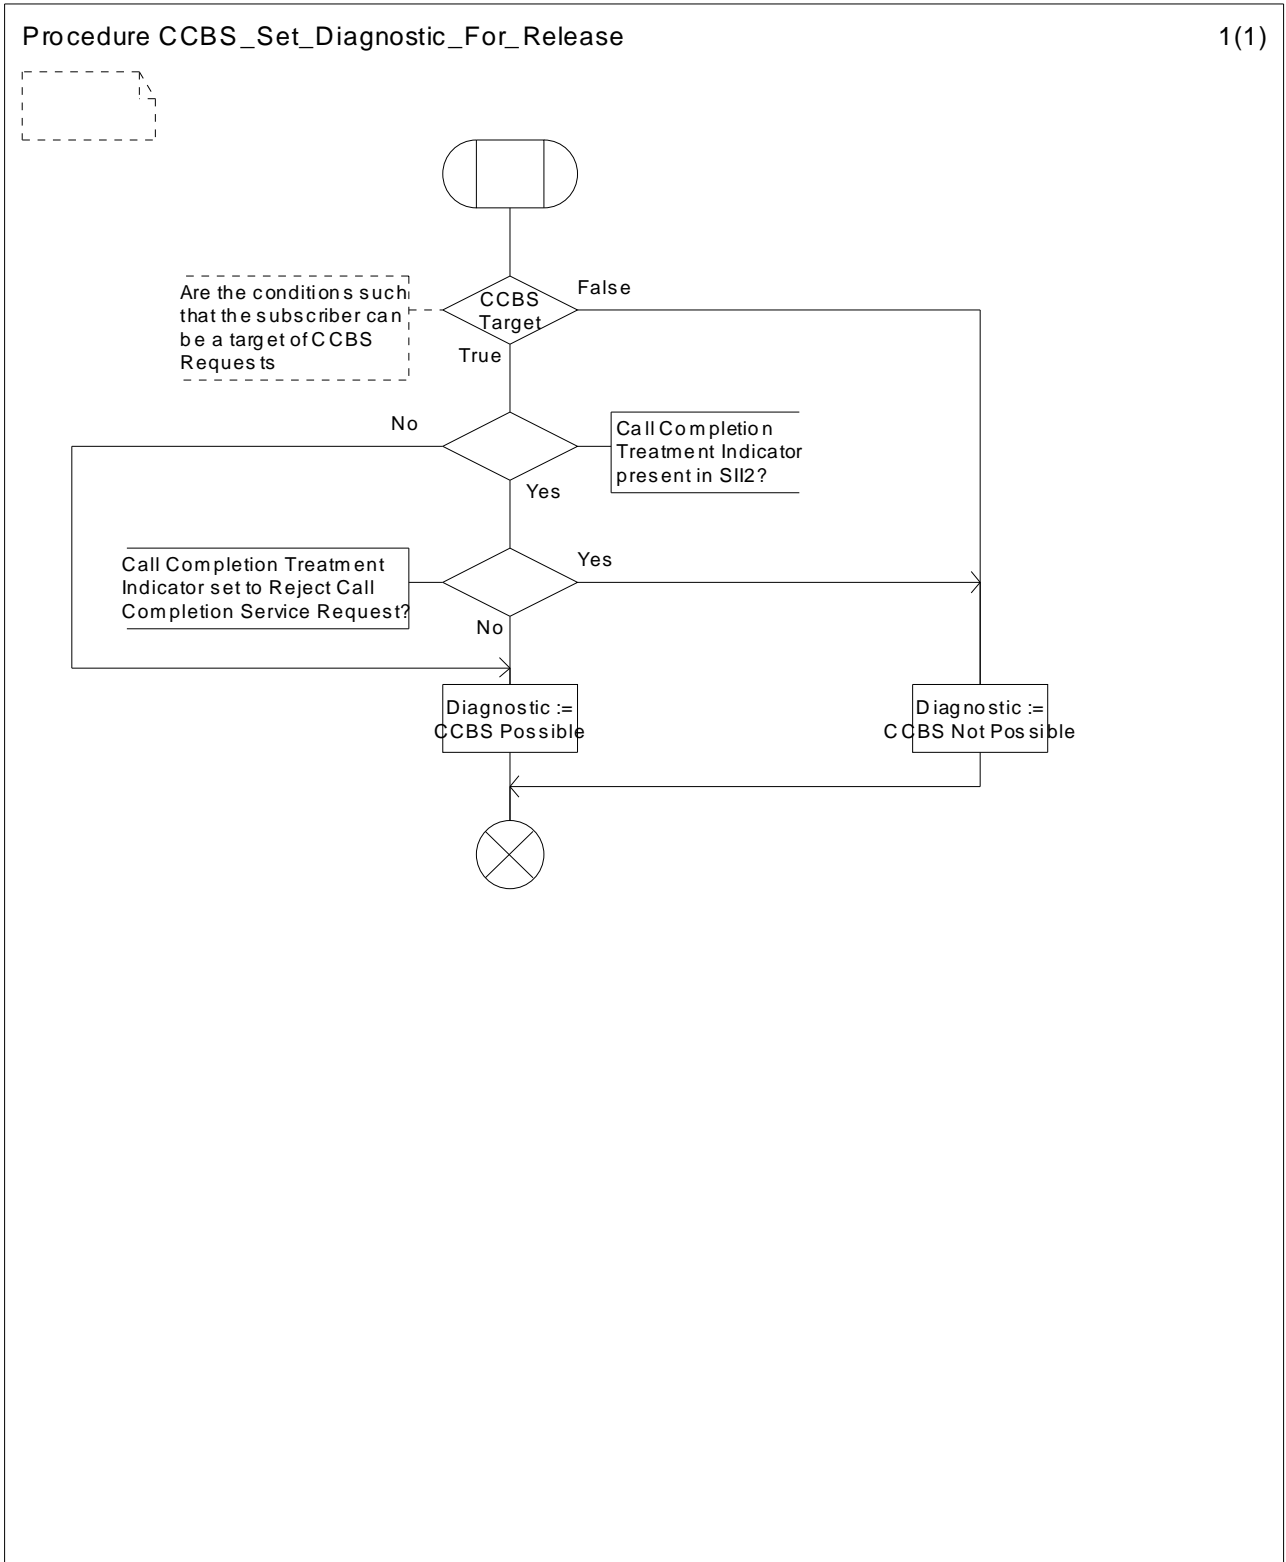 Procedure CCBS_Set_Diagnostic_For_Release
1(1)
Are the conditions such
that the subscriber can
be a target of CCBS
Requests
CCBS
Target
False
True
No
Call Completion
Treatment Indicator
present in SII2?
Yes
Call Completion Treatment
Indicator set to Reject Call
Completion Service Request?
Yes
No
Diagnostic :=
CCBS Possible
Diagnostic :=
CCBS Not Possible